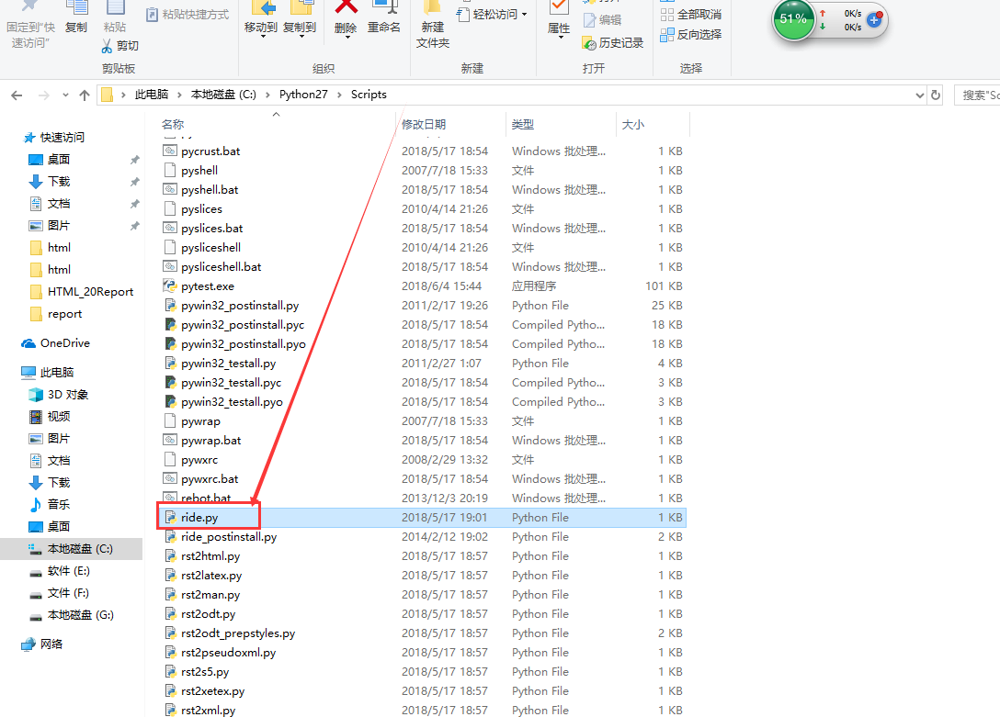 固定到"快
速访问"
复制
粘贴
粘贴快捷方式
剪切
剪贴板
移动到
复制到
删除
重命名
组织
新建
文件夹
轻松访问
新建
属性
编辑
历史记录
打开
全部取消
反向选择
选择
51%
0K/s
0K/s
此电脑 > 本地磁盘 (C:) > Python27 > Scripts
搜索"Sc
快速访问
桌面
下载
文档
图片
html
html
HTML_20Report
report
OneDrive
此电脑
3D 对象
视频
图片
文档
下载
音乐
桌面
本地磁盘 (C:)
软件 (E:)
文件 (F:)
本地磁盘 (G:)
网络
名称 修改日期 类型 大小
pycrust.bat 2018/5/17 18:54 Windows 批处理... 1 KB
pyshell 2007/7/18 15:33 文件 1 KB
pyshell.bat 2018/5/17 18:54 Windows 批处理... 1 KB
pyslices 2010/4/14 21:26 文件 1 KB
pyslices.bat 2018/5/17 18:54 Windows 批处理... 1 KB
pysliceshell 2010/4/14 21:26 文件 1 KB
pysliceshell.bat 2018/5/17 18:54 Windows 批处理... 1 KB
pytest.exe 2018/6/4 15:44 应用程序 101 KB
pywin32_postinstall.py 2011/2/17 19:26 Python File 25 KB
pywin32_postinstall.pyc 2018/5/17 18:54 Compiled Pytho... 18 KB
pywin32_postinstall.pyo 2018/5/17 18:54 Compiled Pytho... 18 KB
pywin32_testall.py 2011/2/27 1:07 Python File 4 KB
pywin32_testall.pyc 2018/5/17 18:54 Compiled Pytho... 3 KB
pywin32_testall.pyo 2018/5/17 18:54 Compiled Pytho... 3 KB
pywrap 2007/7/18 15:33 文件 1 KB
pywrap.bat 2018/5/17 18:54 Windows 批处理... 1 KB
pywxrc 2008/2/29 13:32 文件 1 KB
pywxrc.bat 2018/5/17 18:54 Windows 批处理... 1 KB
rebot.bat 2013/12/3 20:19 Windows 批处理... 1 KB
ride.py 2018/5/17 19:01 Python File 1 KB
ride_postinstall.py 2014/2/12 19:02 Python File 2 KB
rst2html.py 2018/5/17 18:57 Python File 1 KB
rst2latex.py 2018/5/17 18:57 Python File 1 KB
rst2man.py 2018/5/17 18:57 Python File 1 KB
rst2odt.py 2018/5/17 18:57 Python File 1 KB
rst2odt_prepstyles.py 2018/5/17 18:57 Python File 2 KB
rst2pseudoxml.py 2018/5/17 18:57 Python File 1 KB
rst2s5.py 2018/5/17 18:57 Python File 1 KB
rst2xetex.py 2018/5/17 18:57 Python File 1 KB
rst2xml.py 2018/5/17 18:57 Python File 1 KB